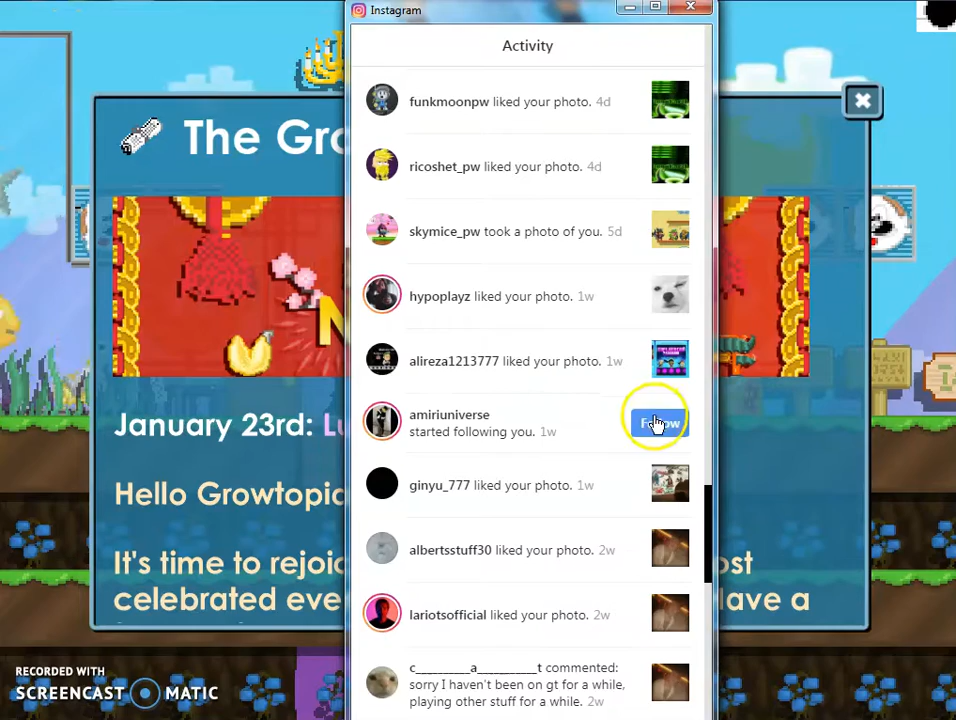 Instagram
Activity
funkmoonpw liked your photo. 4d
ricoshet_pw liked your photo. 4d
skymice_pw took a photo of you. 5d
hypoplayz liked your photo. 1w
alireza1213777 liked your photo. 1w
amiriuniverse
started following you. 1w
Follow
ginyu_777 liked your photo. 1w
albertsstuff30 liked your photo. 2w
lariotsofficial liked your photo. 2w
c_________a___________t commented:
sorry I haven't been on gt for a while,
playing other stuff for a while. 2w
The Gro
N
January 23rd: Lu
Hello Growtopia
It's time to rejoic
ost
celebrated eve
Have a
RECORDED WITH
SCREENCAST MATIC